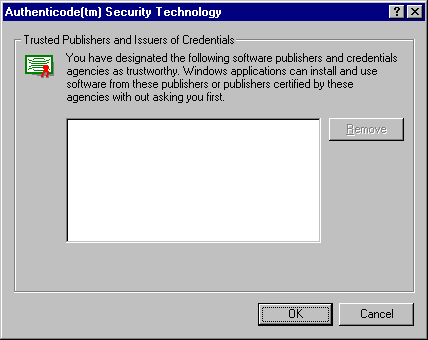 Authenticode(tm) Security Technology
Trusted Publishers and Issuers of Credentials
You have designated the following software publishers and credentials
agencies as trustworthy. Windows applications can install and use
software from these publishers or publishers certified by these
agencies with out asking you first.
Remove
OK
Cancel